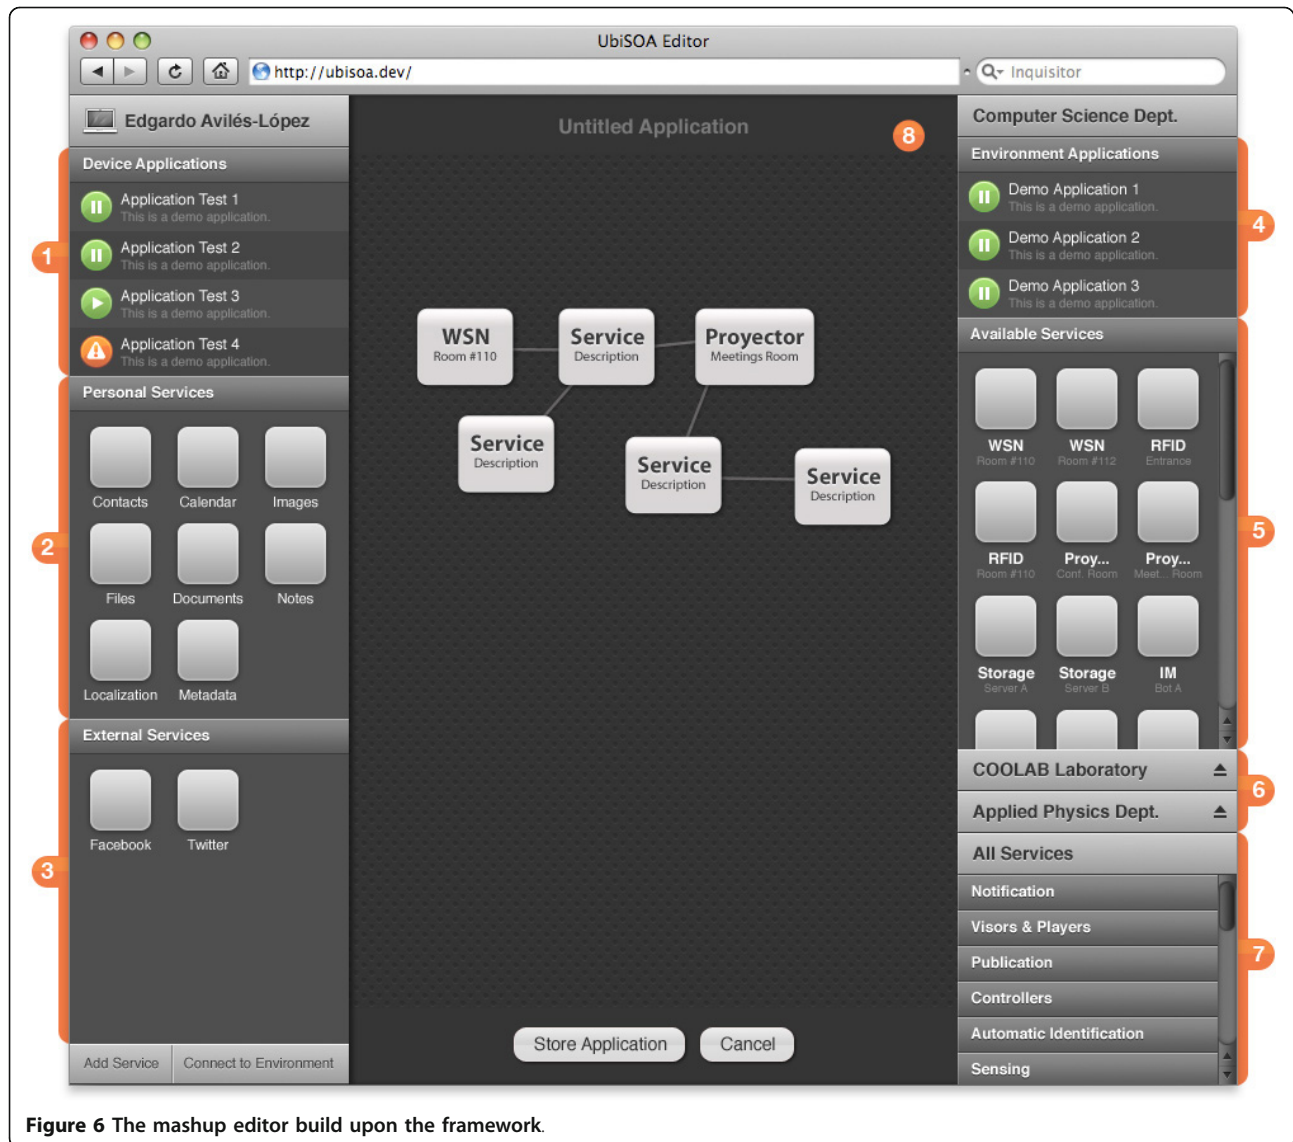 UbiSOA Editor
http://ubisoa.dev/
Inquisitor
Edgardo Avilés-López
Device Applications
Application Test 1
This is a demo application.
Application Test 2
This is a demo application.
Application Test 3
This is a demo application.
Application Test 4
This is a demo application.
1
Personal Services
Contacts Calendar Images
Files Documents Notes
Localization Metadata
2
External Services
Facebook Twitter
3
Add Service Connect to Environment
Untitled Application
8
WSN
Room #110
Service
Description
Proyector
Meetings Room
Service
Description
Service
Description
Service
Description
Store Application Cancel
Computer Science Dept.
Environment Applications
Demo Application 1
This is a demo application.
Demo Application 2
This is a demo application.
Demo Application 3
This is a demo application.
4
Available Services
WSN WSN RFID
Room #110 Room #112 Entrance
RFID Proy... Proy...
Room #110 Conf. Room Meet... Room
Storage Storage IM
Server A Server B Bot A
5
COOLAB Laboratory
Applied Physics Dept.
6
All Services
Notification
Visors & Players
Publication
Controllers
Automatic Identification
Sensing
7
Figure 6 The mashup editor build upon the framework.